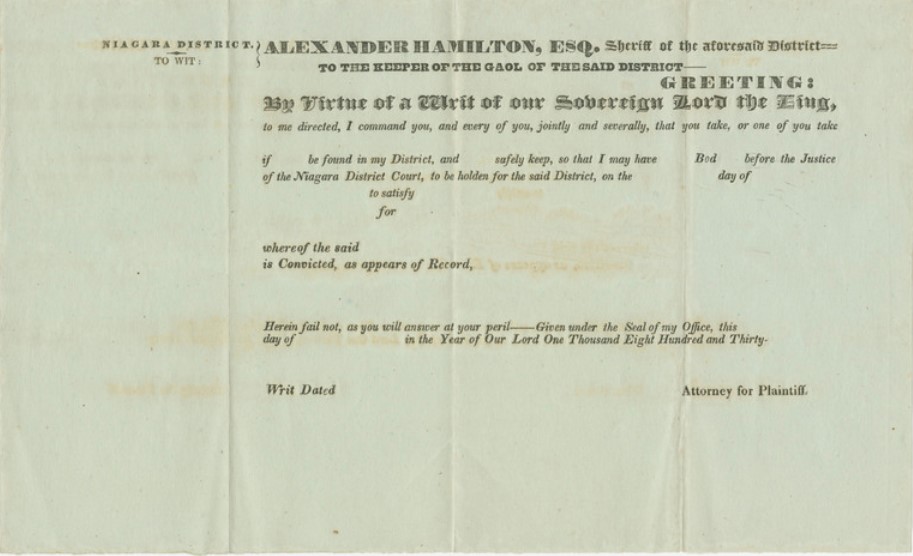 NIAGARA DISTRICT. } ALEXANDER HAMILTON, ESQ. Sheriff of the aforesaid District
TO WIT:
TO THE KEEPER OF THE GAOL OF THE SAID DISTRICT—
GREETING:
By Virtue of a Writ of our Sovereign Lord the King,
to me directed, I command you, and every of you, jointly and severally, that you take, or one of you take
if be found in my District, and safely keep, so that I may have Bod before the Justice
of the Niagara District Court, to be holden for the said District, on the day of
to satisfy
for
whereof the said
is Convicted, as appears of Record,
Herein fail not, as you will answer at your peril——Given under the Seal of my Office, this
day of in the Year of Our Lord One Thousand Eight Hundred and Thirty-
Writ Dated Attorney for Plaintiff.